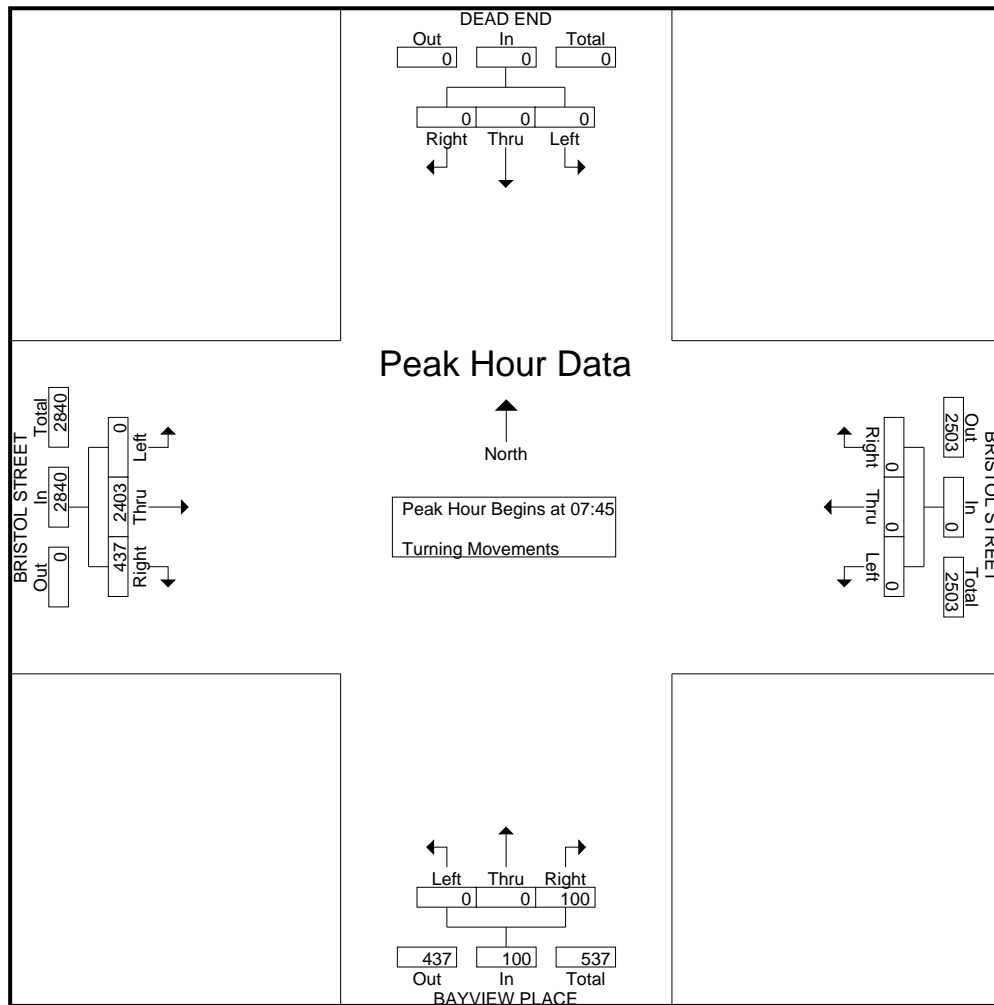 DEAD END
Out In Total
0 0 0
0 0 0
Right Thru Left
Peak Hour Data
North
Peak Hour Begins at 07:45
Turning Movements
BRISTOL STREET
Out In Total
0 2840 2840
437 2403 0
Right Thru Left
BRISTOL STREET
Out In Total
2503 0 2503
0 0 0
Right Thru Left
Left Thru Right
0 0 100
437 100 537
Out In Total
BAYVIEW PLACE